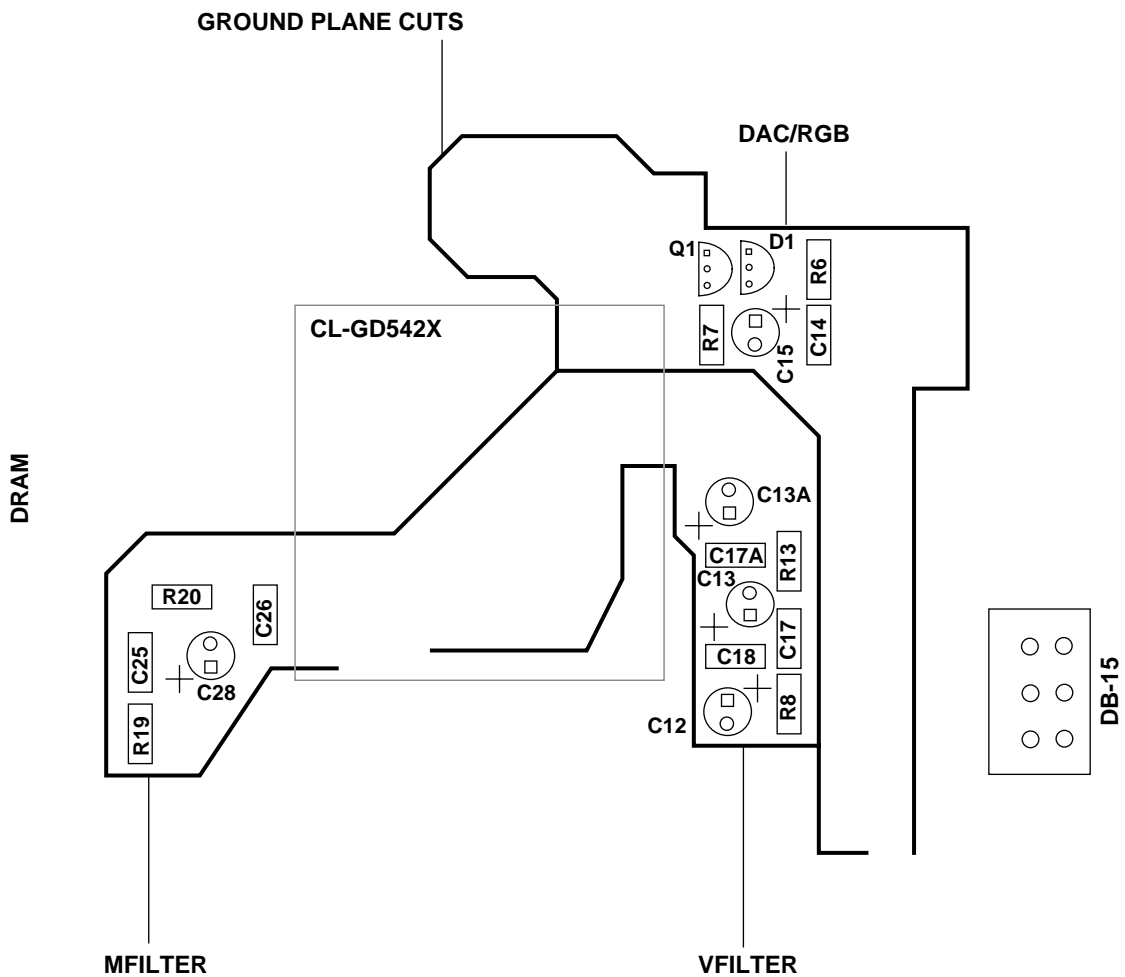 GROUND PLANE CUTS
DAC/RGB
Q1
D1
R6
CL-GD542X
R7
C15
C14
DRAM
C13A
C17A
R13
C13
R20
C26
C25
C28
C17
C18
R19
C12
R8
DB-15
MFILTER
VFILTER